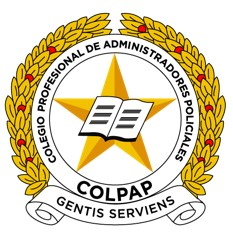 COLEGIO PROFESIONAL DE ADMINISTRADORES POLICIALES
COLPAP
GENTIS SERVIENS